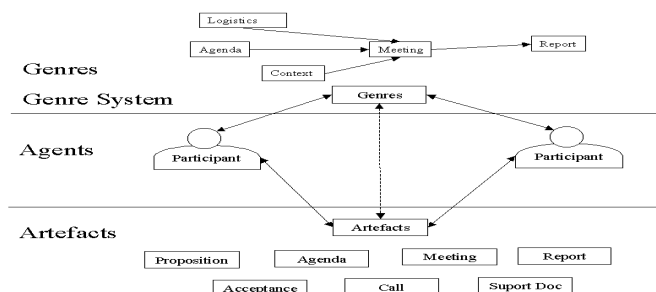 Logistics
Agenda
Meeting
Report
Context
Genres
Genre System
Genres
Agents
Participant
Participant
Artefacts
Artefacts
Proposition
Agenda
Meeting
Report
Acceptance
Call
Suport Doc